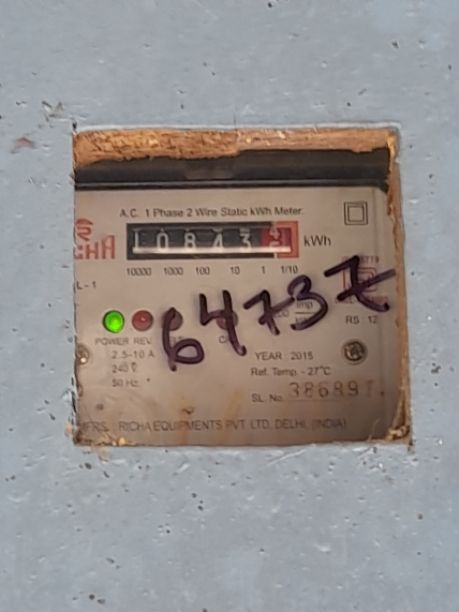 A.C. 1 Phase 2 Wire Static kWh Meter.
10843 kWh
10000 1000 100 10 1 1/10
64737
POWER REV.
2.5-10 A
240 V
50 Hz.
YEAR : 2015
Ref. Temp. - 27°C
RS : 12
SL. No. 386897
MFRS : RICHA EQUIPMENTS PVT. LTD, DELHI, (INDIA)